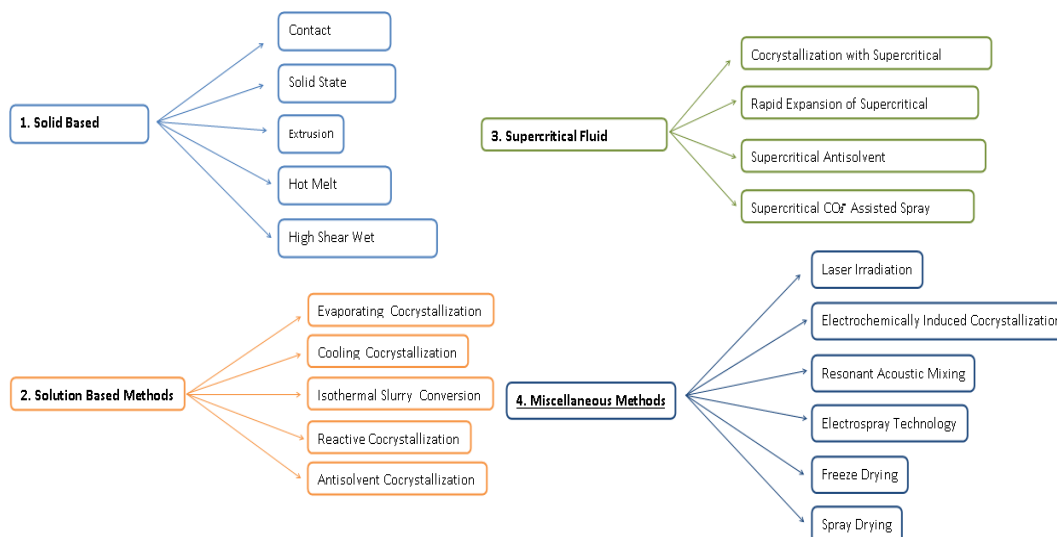 1. Solid Based
Contact
Solid State
Extrusion
Hot Melt
High Shear Wet
2. Solution Based Methods
Evaporating Cocrystallization
Cooling Cocrystallization
Isothermal Slurry Conversion
Reactive Cocrystallization
Antisolvent Cocrystallization
3. Supercritical Fluid
Cocrystallization with Supercritical
Rapid Expansion of Supercritical
Supercritical Antisolvent
Supercritical CO₂- Assisted Spray
4. Miscellaneous Methods
Laser Irradiation
Electrochemically Induced Cocrystallization
Resonant Acoustic Mixing
Electrospray Technology
Freeze Drying
Spray Drying